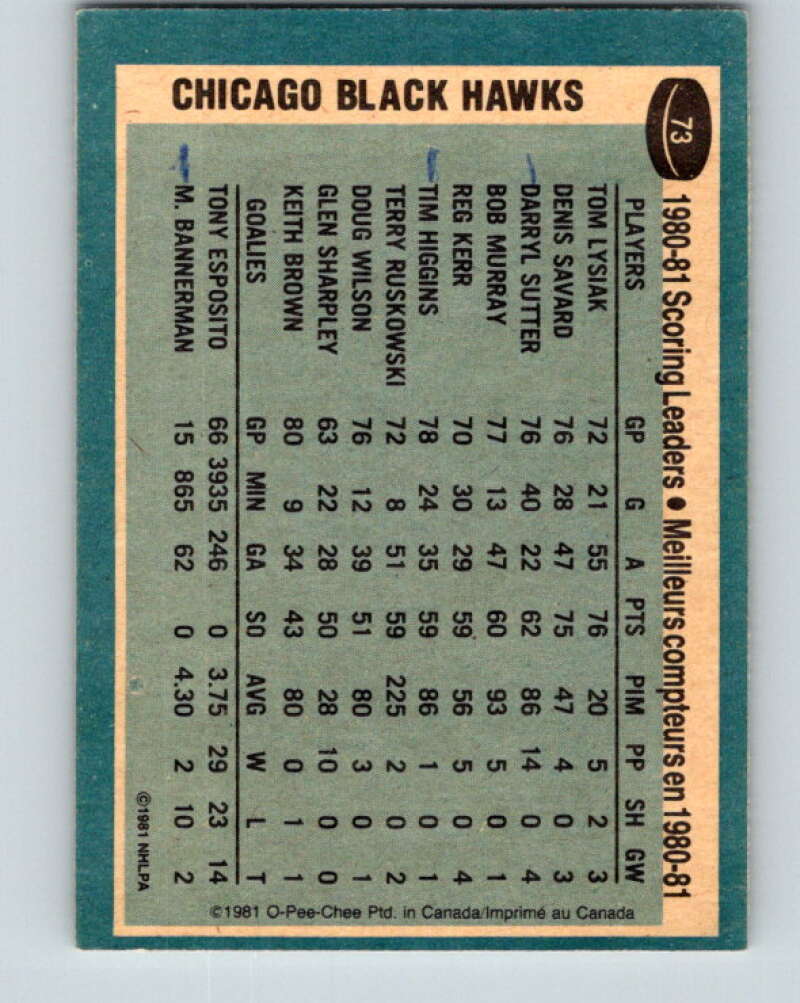 CHICAGO BLACK HAWKS
73
1980-81 Scoring Leaders • Meilleurs compteurs en 1980-81
PLAYERS GP G A PTS PIM PP SH GW
TOM LYSIAK 72 21 55 76 20 5 2 3
DENIS SAVARD 76 28 47 75 47 4 0 3
DARRYL SUTTER 76 40 22 62 86 14 0 4
BOB MURRAY 77 13 47 60 93 5 0 1
REG KERR 70 30 29 59 56 5 0 4
TIM HIGGINS 78 24 35 59 86 1 0 1
TERRY RUSKOWSKI 72 8 51 59 225 2 0 2
DOUG WILSON 76 12 39 51 80 3 0 1
GLEN SHARPLEY 63 22 28 50 28 10 0 0
KEITH BROWN 80 9 34 43 80 0 1 1
GOALIES MIN GA SO AVG W L T
TONY ESPOSITO 66 3935 246 0 3.75 29 23 14
M. BANNERMAN 15 865 62 0 4.30 2 10 2
©1981 NHLPA
©1981 O-Pee-Chee Ptd. in Canada/Imprimé au Canada